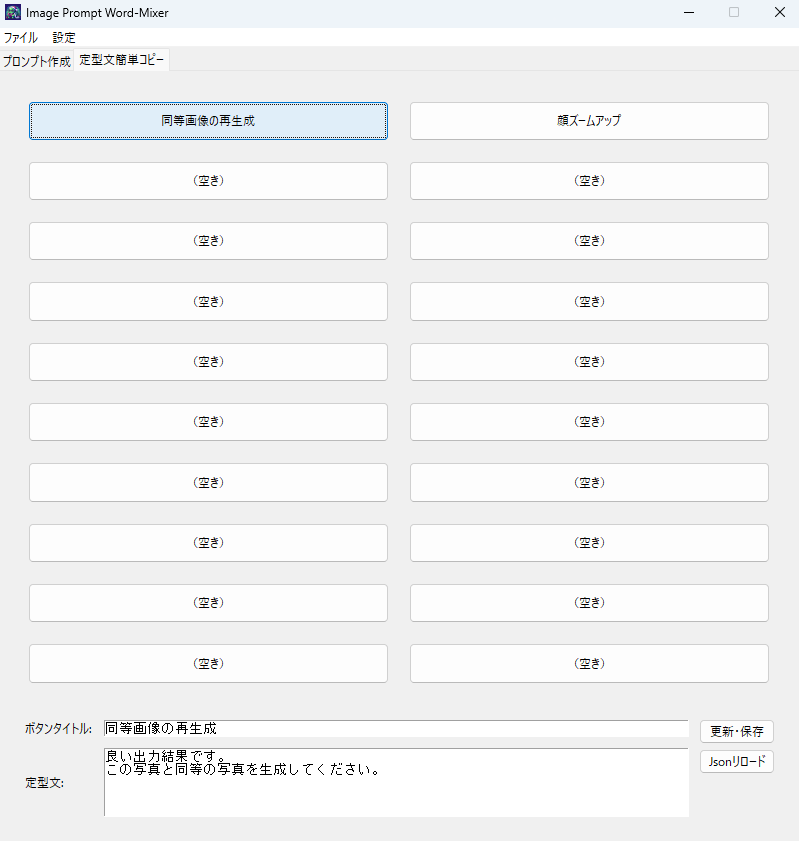 Image Prompt Word-Mixer
ファイル 設定
プロンプト作成 定型文簡単コピー
同等画像の再生成 顔ズームアップ
（空き） （空き）
（空き） （空き）
（空き） （空き）
（空き） （空き）
（空き） （空き）
（空き） （空き）
（空き） （空き）
（空き） （空き）
（空き） （空き）
ボタンタイトル: 同等画像の再生成 更新・保存
定型文: 良い出力結果です。
この写真と同等の写真を生成してください。
Jsonリロード